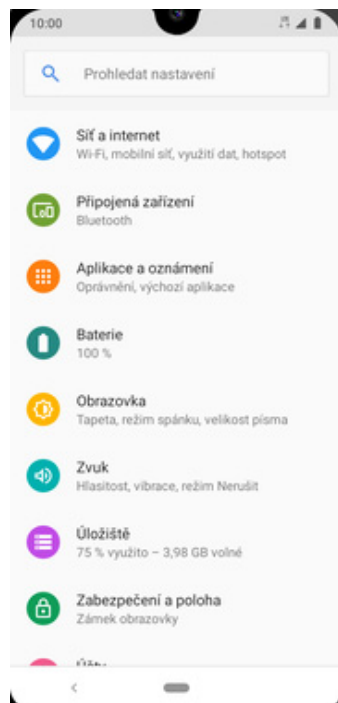 10:00
Prohledat nastavení
Síť a internet
Wi-Fi, mobilní síť, využití dat, hotspot
Připojená zařízení
Bluetooth
Aplikace a oznámení
Oprávnění, výchozí aplikace
Baterie
100 %
Obrazovka
Tapeta, režim spánku, velikost písma
Zvuk
Hlasitost, vibrace, režim Nerušit
Úložiště
75 % využito – 3,98 GB volné
Zabezpečení a poloha
Zámek obrazovky
Účty